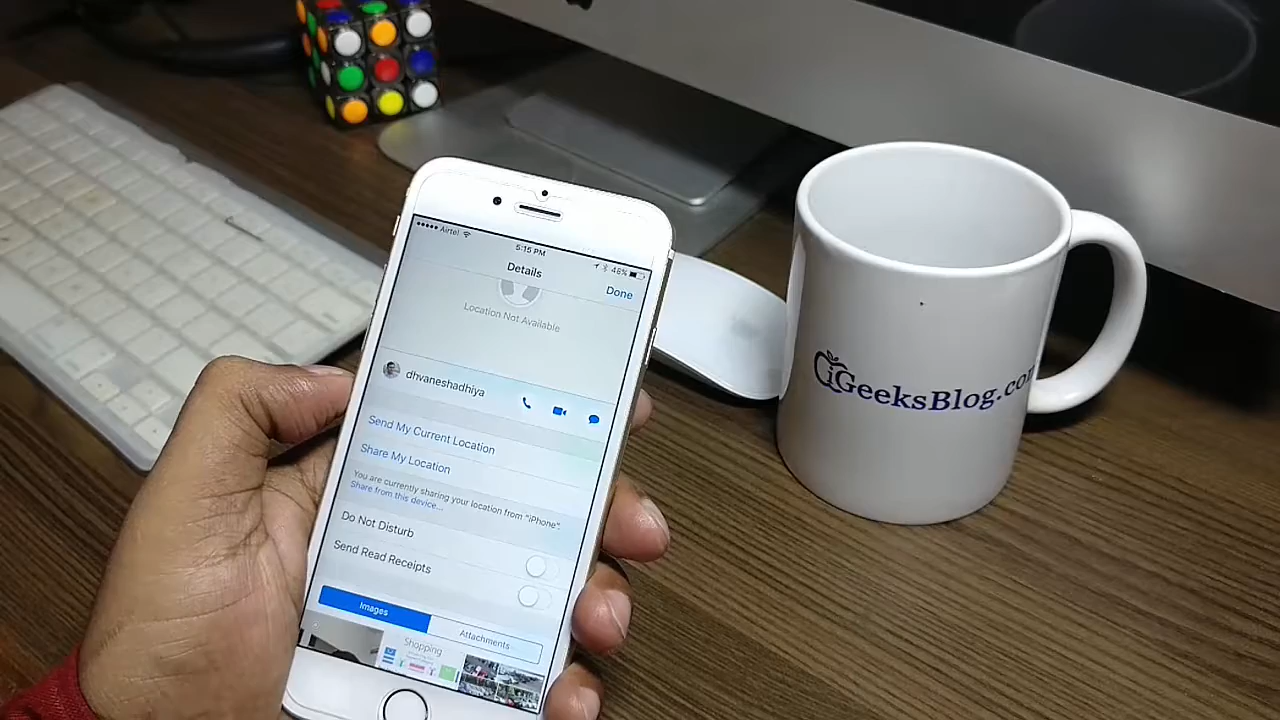 Airtel
5:15 PM
48%
Details
Done
Location Not Available
dhvaneshadhiya
Send My Current Location
Share My Location
You are currently sharing your location from "iPhone".
Share from this device...
Do Not Disturb
Send Read Receipts
Images
Attachments
Shopping
iGeeksBlog.com